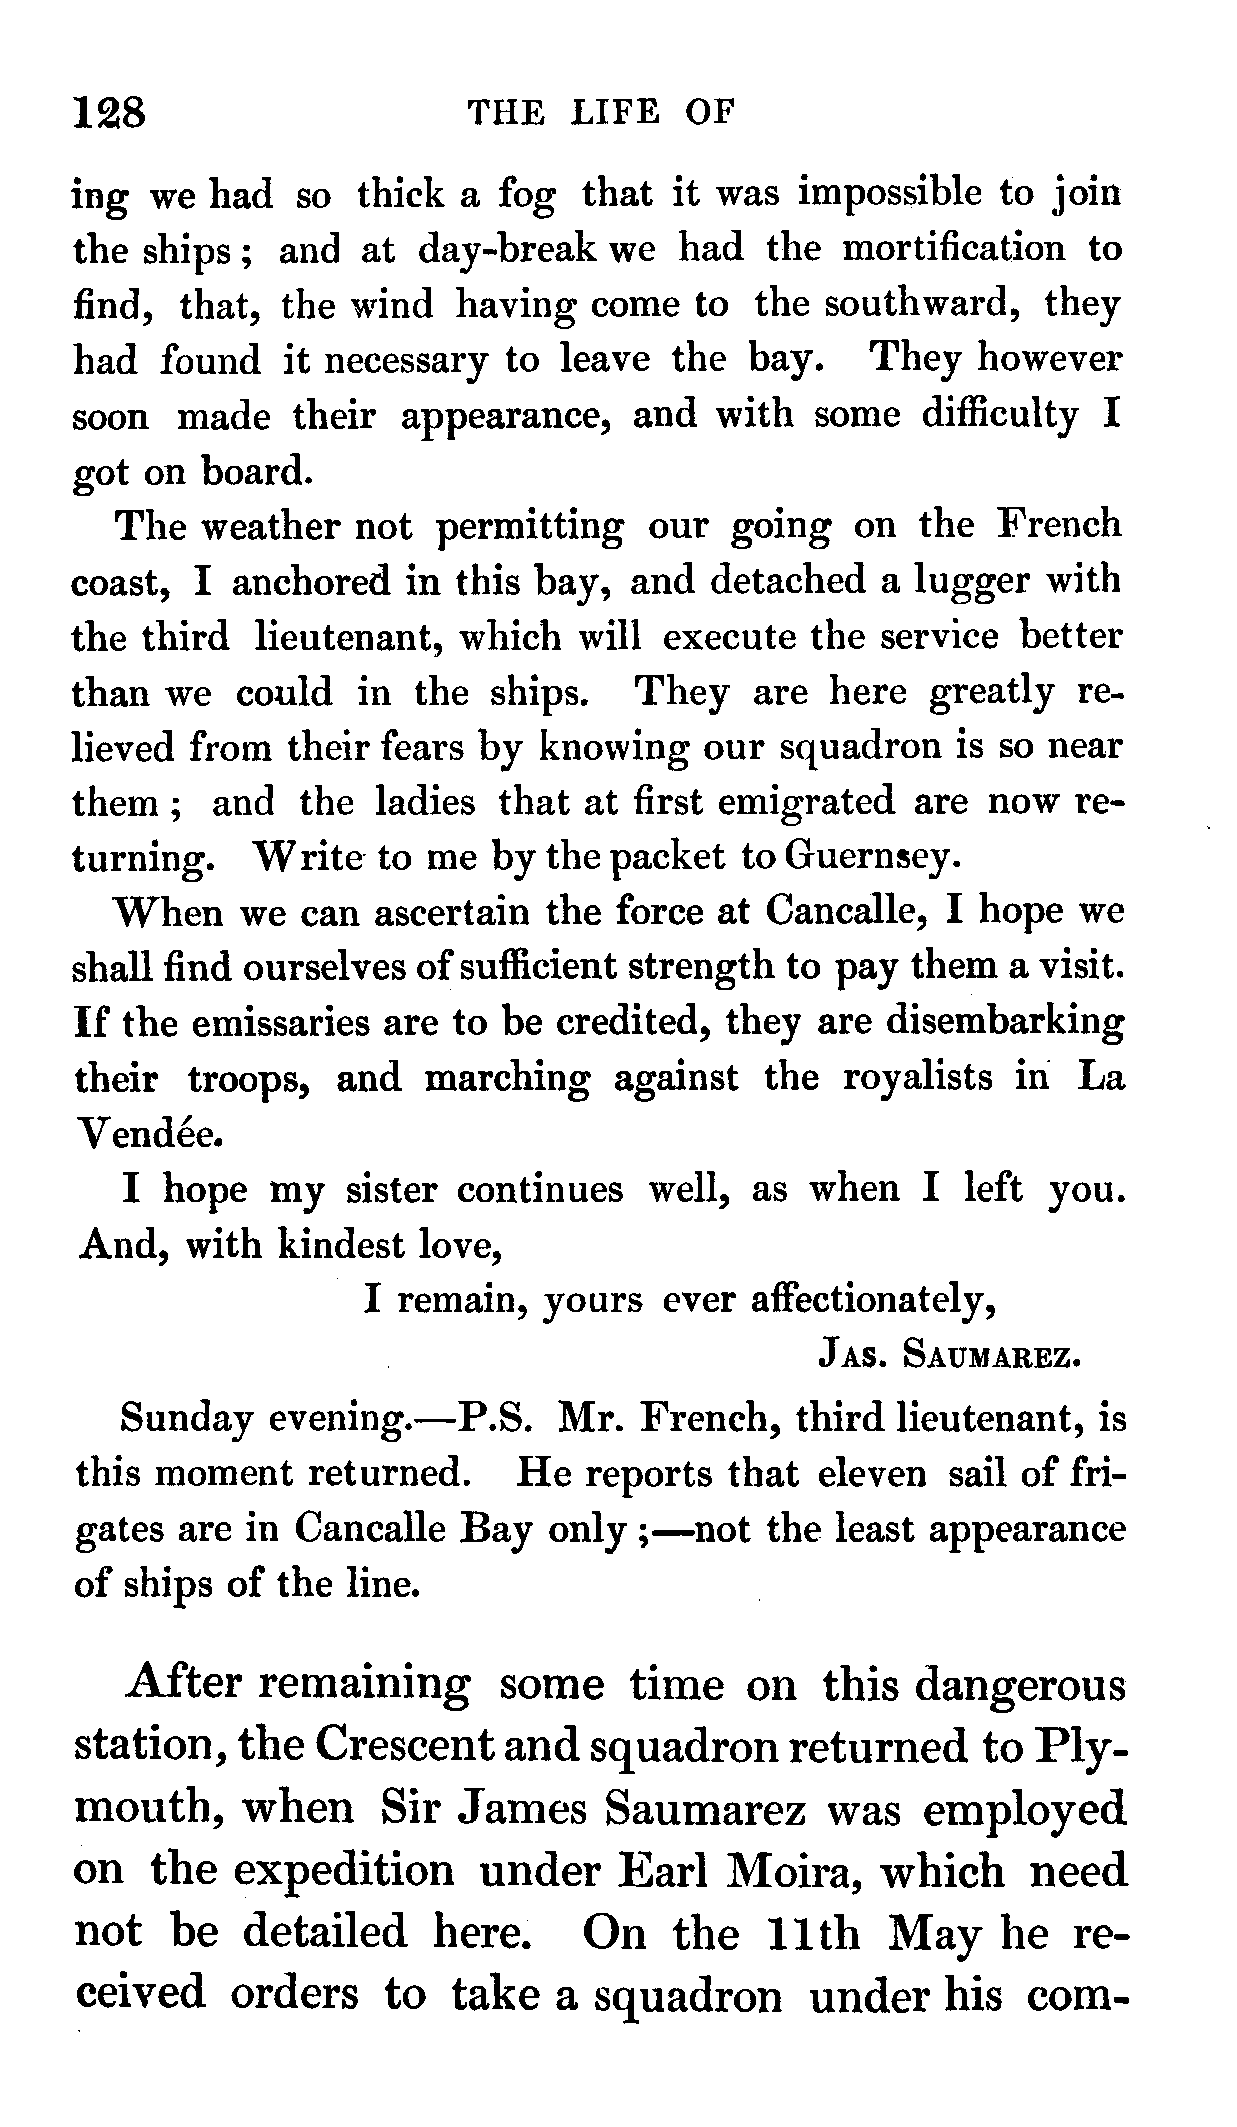 128 THE LIFE OF
ing we had so thick a fog that it was impossible to join
the ships ; and at day-break we had the mortification to
find, that, the wind having come to the southward, they
had found it necessary to leave the bay. They however
soon made their appearance, and with some difficulty I
got on board.
The weather not permitting our going on the French
coast, I anchored in this bay, and detached a lugger with
the third lieutenant, which will execute the service better
than we could in the ships. They are here greatly re-
lieved from their fears by knowing our squadron is so near
them ; and the ladies that at first emigrated are now re-
turning. Write to me by the packet to Guernsey.
When we can ascertain the force at Cancalle, I hope we
shall find ourselves of sufficient strength to pay them a visit.
If the emissaries are to be credited, they are disembarking
their troops, and marching against the royalists in La
Vendée.
I hope my sister continues well, as when I left you.
And, with kindest love,
I remain, yours ever affectionately,
JAS. SAUMAREZ.
Sunday evening.—P.S. Mr. French, third lieutenant, is
this moment returned. He reports that eleven sail of fri-
gates are in Cancalle Bay only ;—not the least appearance
of ships of the line.
After remaining some time on this dangerous
station, the Crescent and squadron returned to Ply-
mouth, when Sir James Saumarez was employed
on the expedition under Earl Moira, which need
not be detailed here. On the 11th May he re-
ceived orders to take a squadron under his com-